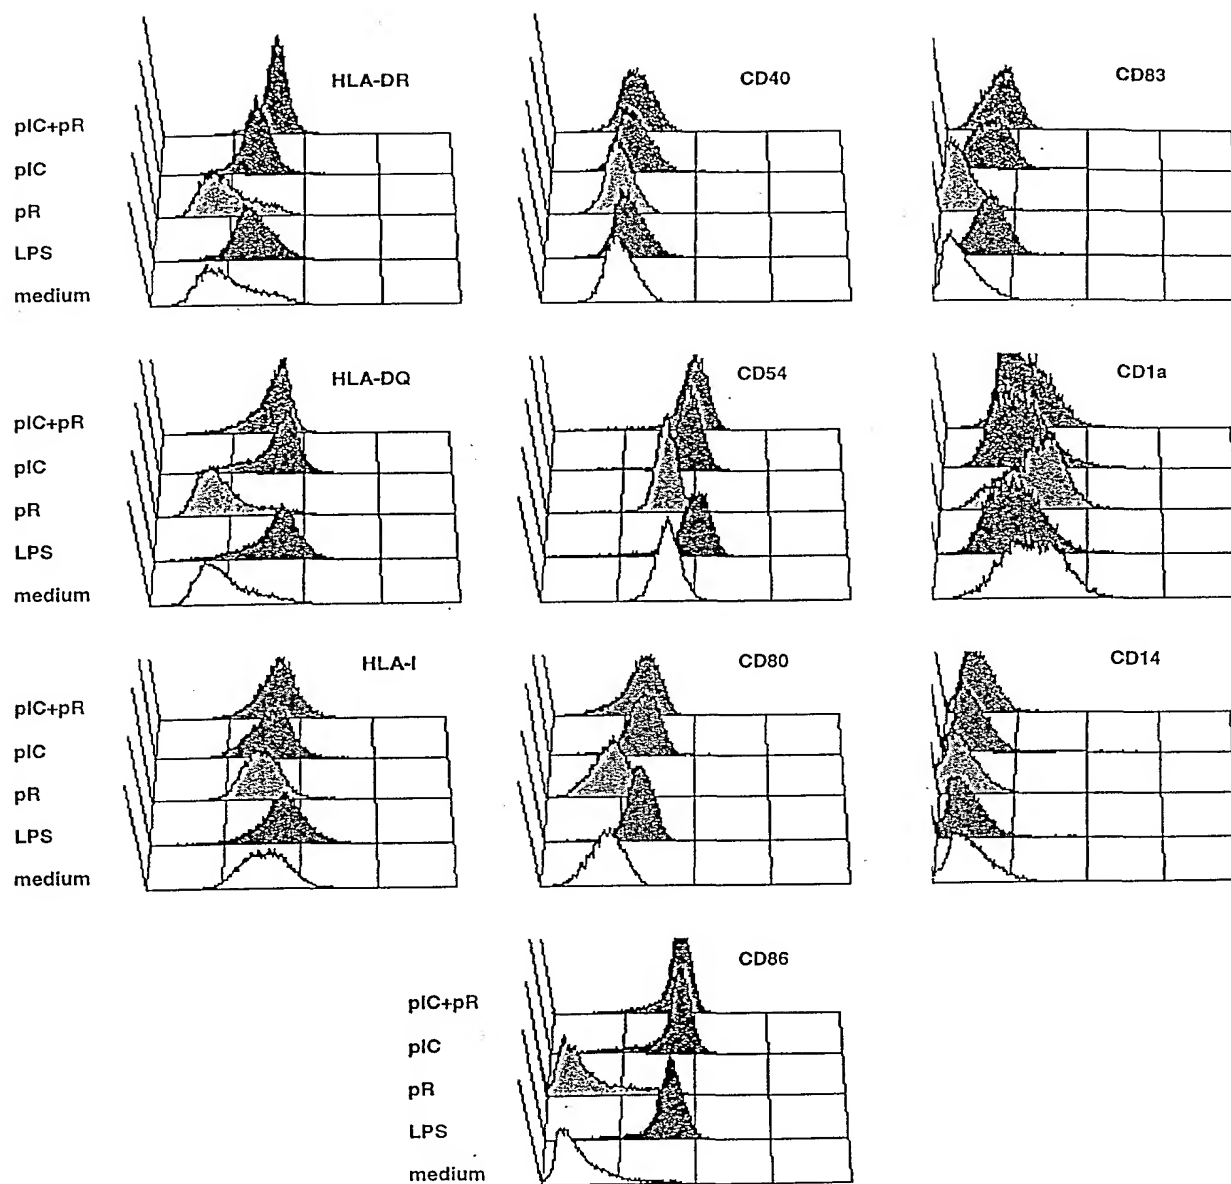 HLA-DR
pIC+pR
pIC
pR
LPS
medium
CD40
CD83
HLA-DQ
pIC+pR
pIC
pR
LPS
medium
CD54
CD1a
HLA-I
pIC+pR
pIC
pR
LPS
medium
CD80
CD14
CD86
pIC+pR
pIC
pR
LPS
medium